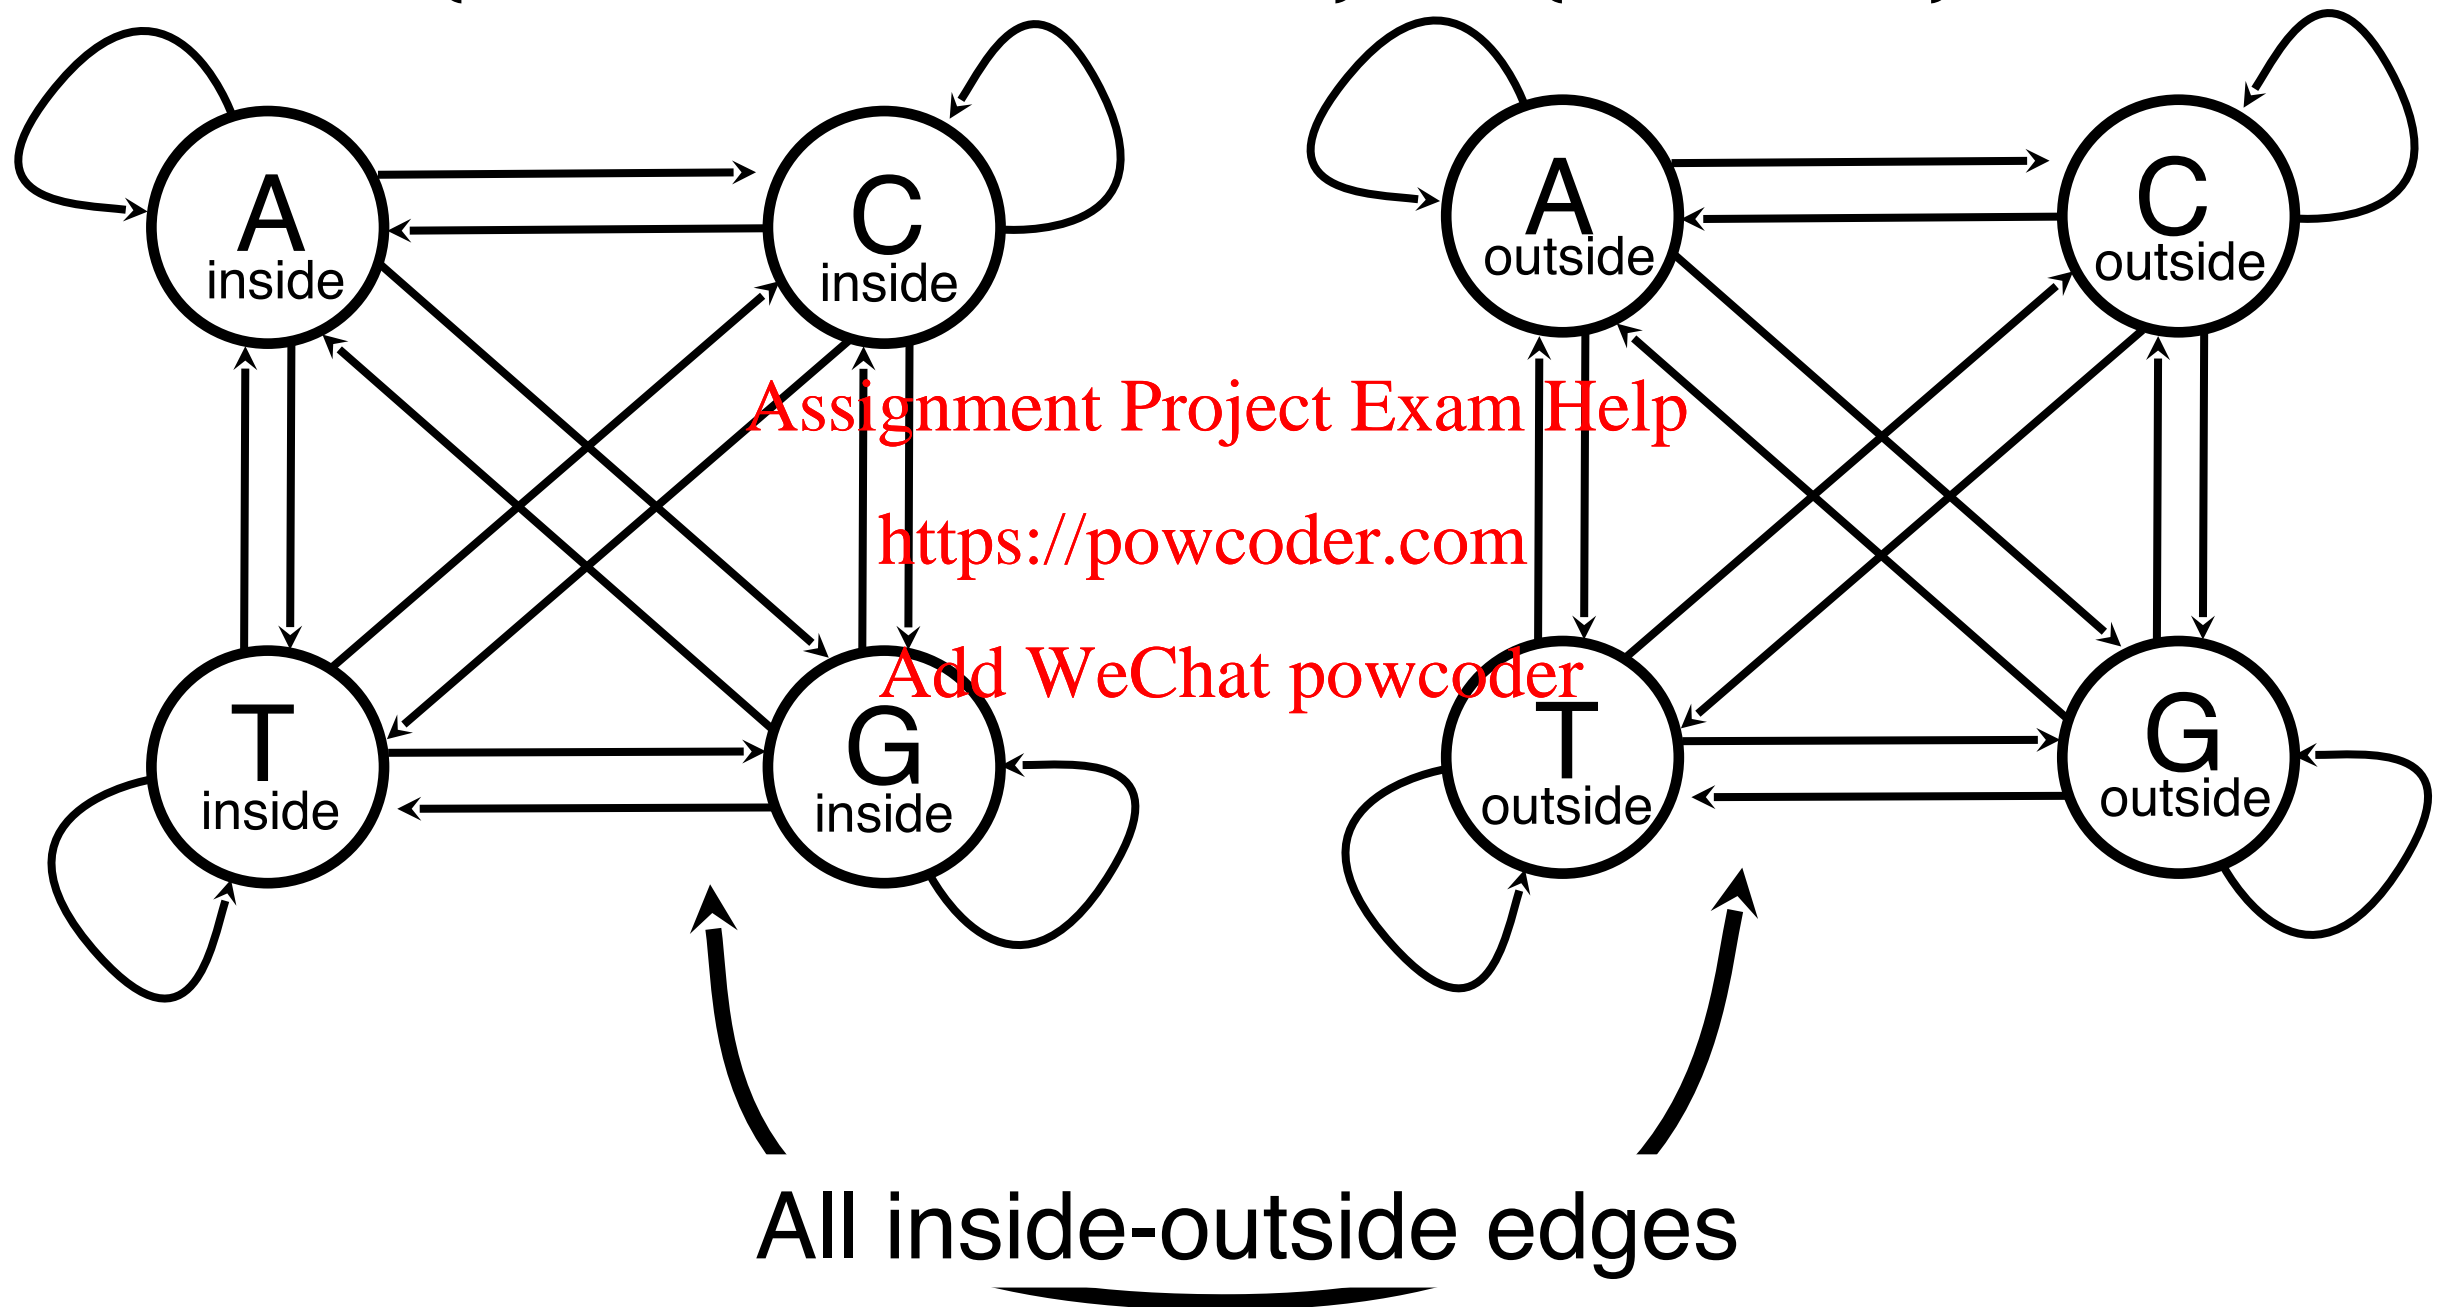 A C A C
inside inside outside outside
Assignment Project Exam Help
https://powcoder.com
Add WeChat powcoder
T G T G
inside inside outside outside
All inside-outside edges